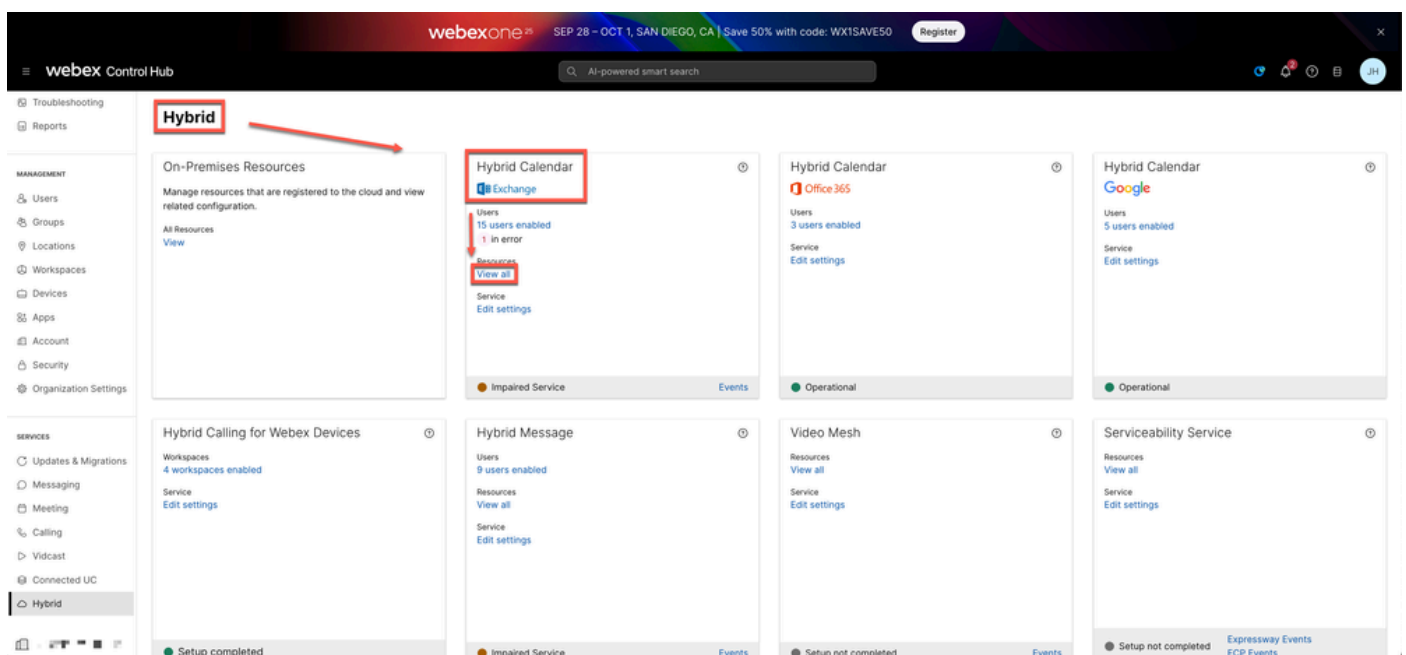 webexone 25 SEP 28 – OCT 1, SAN DIEGO, CA | Save 50% with code: WX1SAVE50 Register
webex Control Hub
AI-powered smart search
2
JH
Troubleshooting
Reports
MANAGEMENT
Users
Groups
Locations
Workspaces
Devices
Apps
Account
Security
Organization Settings
SERVICES
Updates & Migrations
Messaging
Meeting
Calling
Vidcast
Connected UC
Hybrid
Hybrid
On-Premises Resources
Manage resources that are registered to the cloud and view
related configuration.
All Resources
View
Hybrid Calendar
Exchange
Users
15 users enabled
1 in error
Resources
View all
Service
Edit settings
Impaired Service Events
Hybrid Calendar
Office 365
Users
3 users enabled
Service
Edit settings
Operational
Hybrid Calendar
Google
Users
5 users enabled
Service
Edit settings
Operational
Hybrid Calling for Webex Devices
Workspaces
4 workspaces enabled
Service
Edit settings
Setup completed
Hybrid Message
Users
9 users enabled
Resources
View all
Service
Edit settings
Impaired Service Events
Video Mesh
Resources
View all
Service
Edit settings
Setup not completed Events
Serviceability Service
Resources
View all
Service
Edit settings
Setup not completed
Expressway Events
ECP Events